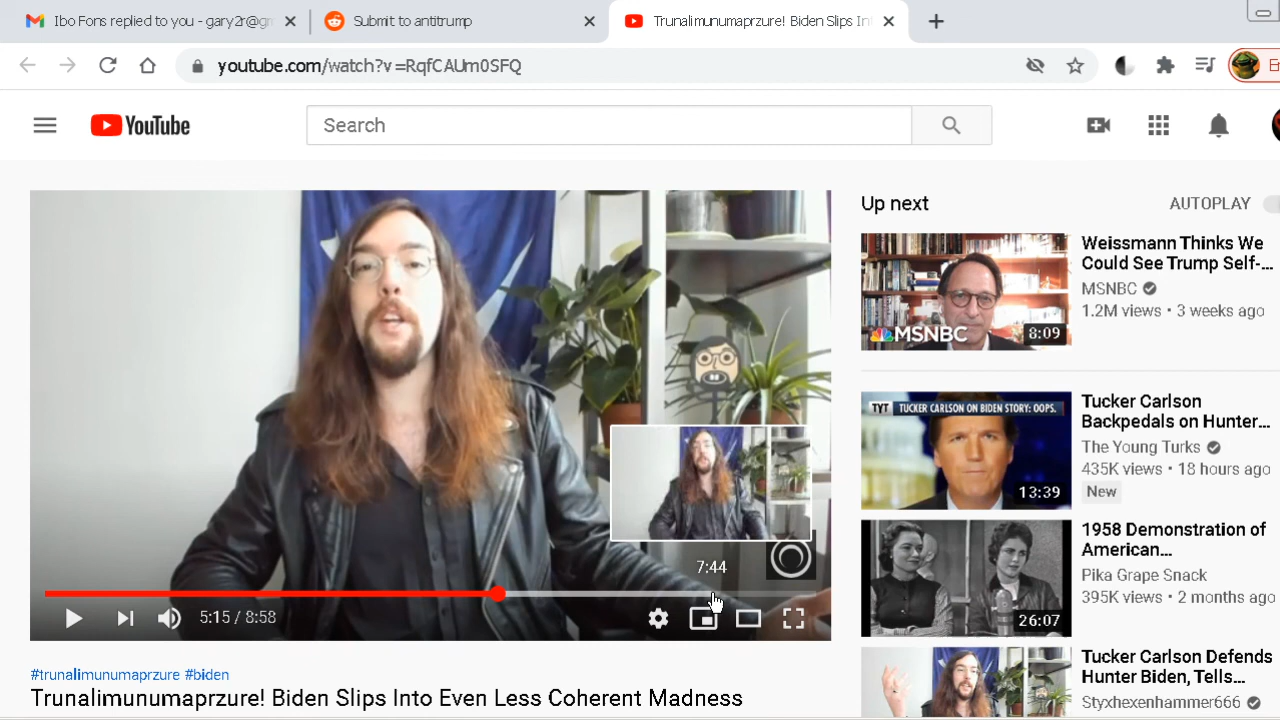 Ibó Fons replied to you - gary2r@gm
Submit to antitrump
Trunalimunumaprzure! Biden Slips Int
youtube.com/watch?v=RqfCAUm0SFQ
YouTube
Search
Up next
AUTOPLAY
Weissmann Thinks We
Could See Trump Self-...
MSNBC
1.2M views • 3 weeks ago
MSNBC
8:09
TYT TUCKER CARLSON ON BIDEN STORY: OOPS.
Tucker Carlson
Backpedals on Hunter...
The Young Turks
435K views • 18 hours ago
New
13:39
1958 Demonstration of
American...
Pika Grape Snack
395K views • 2 months ago
26:07
Tucker Carlson Defends
Hunter Biden, Tells...
Styxhexenhammer666
7:44
5:15 / 8:58
#trunalimunumaprzure #biden
Trunalimunumaprzure! Biden Slips Into Even Less Coherent Madness